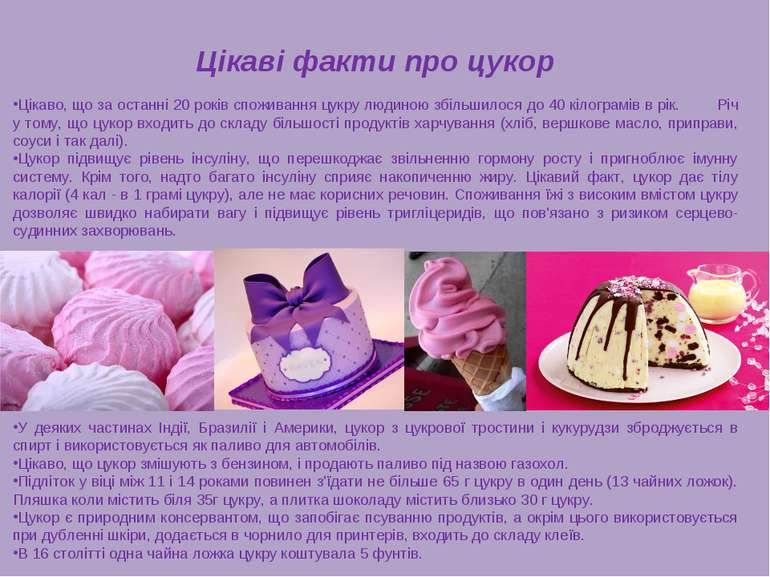 Цікаві факти про цукор
•Цікаво, що за останні 20 років споживання цукру людиною збільшилося до 40 кілограмів в рік. Річ
у тому, що цукор входить до складу більшості продуктів харчування (хліб, вершкове масло, приправи,
соуси і так далі).
•Цукор підвищує рівень інсуліну, що перешкоджає звільненню гормону росту і пригноблює імунну
систему. Крім того, надто багато інсуліну сприяє накопиченню жиру. Цікавий факт, цукор дає тілу
калорії (4 кал - в 1 грамі цукру), але не має корисних речовин. Споживання їжі з високим вмістом цукру
дозволяє швидко набирати вагу і підвищує рівень тригліцеридів, що пов'язано з ризиком серцево-
судинних захворювань.
•У деяких частинах Індії, Бразилії і Америки, цукор з цукрової тростини і кукурудзи зброджується в
спирт і використовується як паливо для автомобілів.
•Цікаво, що цукор змішують з бензином, і продають паливо під назвою газохол.
•Підліток у віці між 11 і 14 роками повинен з'їдати не більше 65 г цукру в один день (13 чайних ложок).
Пляшка коли містить біля 35г цукру, а плитка шоколаду містить близько 30 г цукру.
•Цукор є природним консервантом, що запобігає псуванню продуктів, а окрім цього використовується
при дубленні шкіри, додається в чорнило для принтерів, входить до складу клеїв.
•В 16 столітті одна чайна ложка цукру коштувала 5 фунтів.